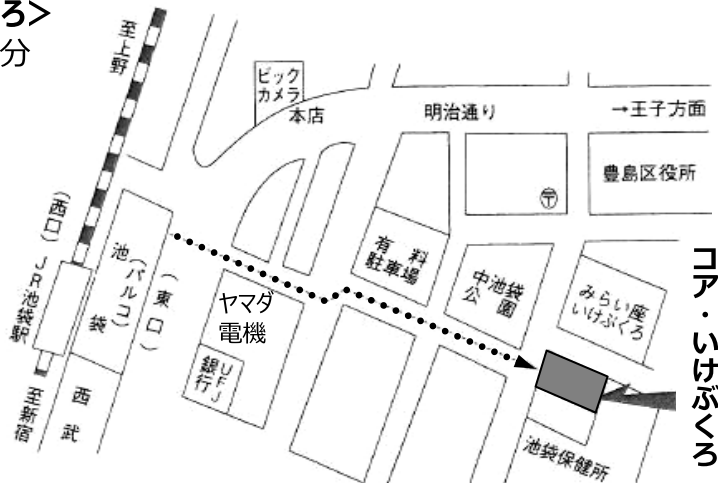 ろ＞
分
至上野
ビック
カメラ
本店
明治通り
→王子方面
豊島区役所
〒
（西口）
JR池袋駅
池袋
（パルコ）
（東口）
有料
駐車場
中池袋
公園
みらい座
いけぶくろ
ヤマダ
電機
UFJ
銀行
西武
至新宿
池袋保健所
コア・いけぶくろ